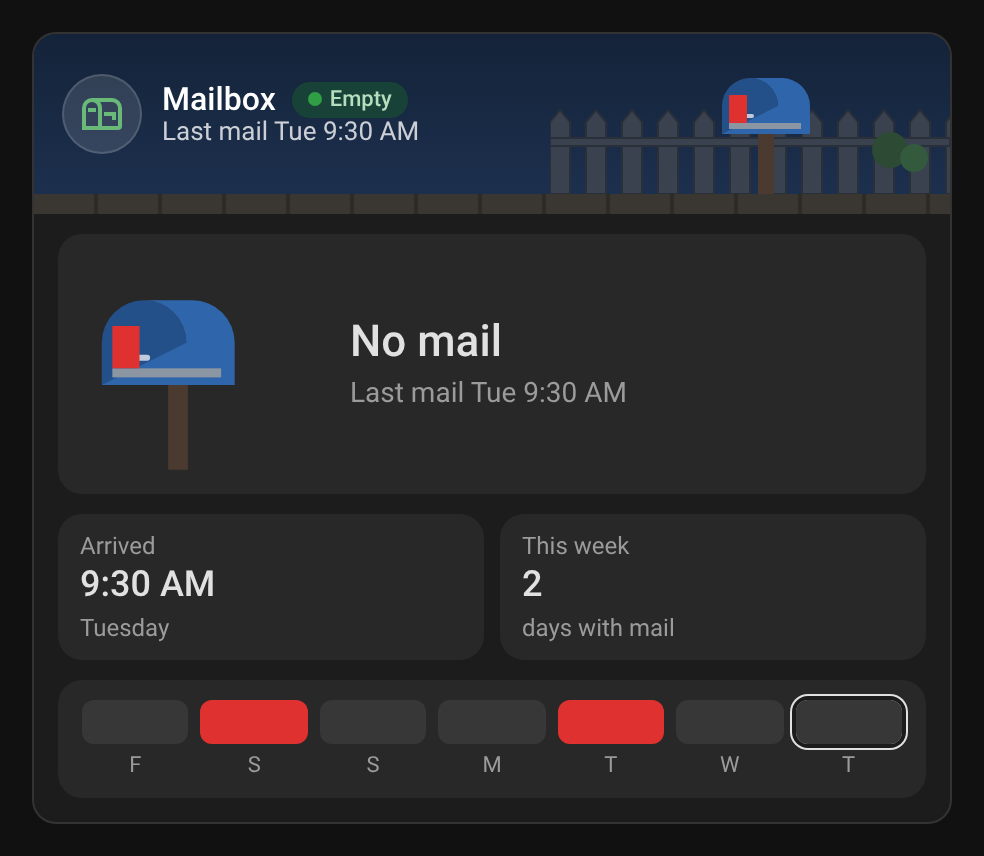 Mailbox Empty
Last mail Tue 9:30 AM
No mail
Last mail Tue 9:30 AM
Arrived
9:30 AM
Tuesday
This week
2
days with mail
F S S M T W T